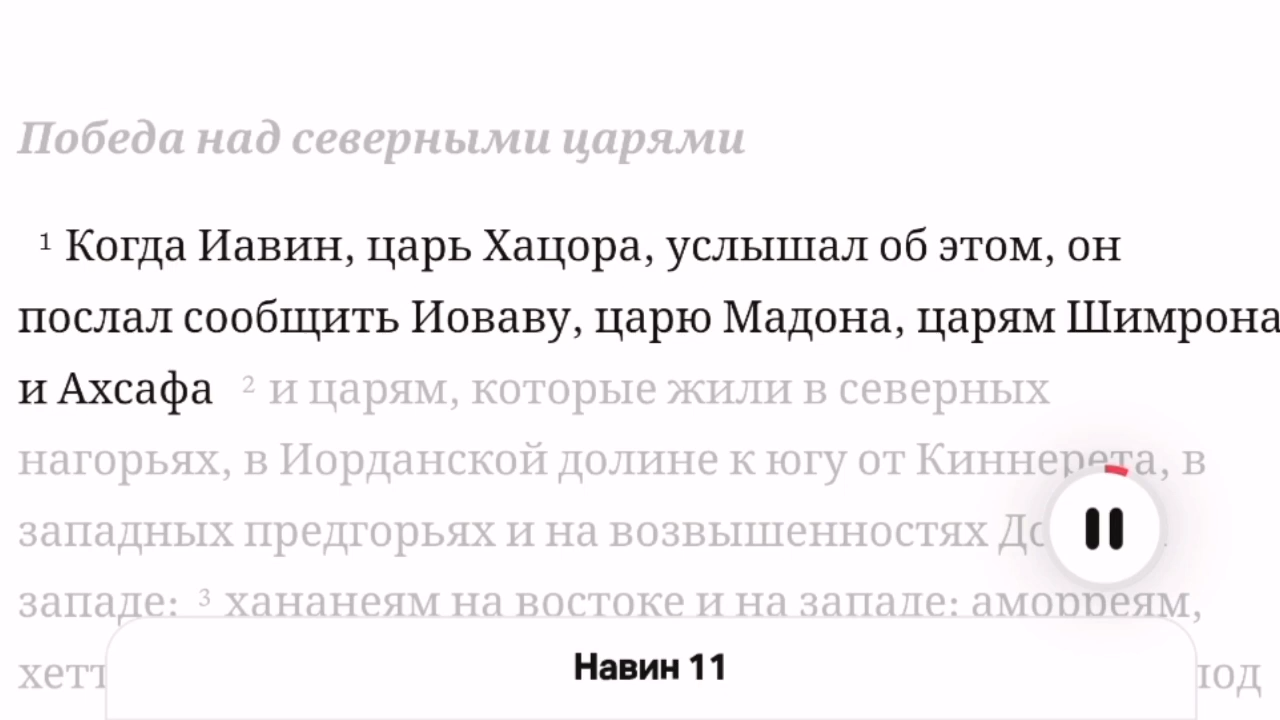 Победа над северными царями
1 Когда Иавин, царь Хацора, услышал об этом, он
послал сообщить Иоваву, царю Мадона, царям Шимрона
и Ахсафа 2 и царям, которые жили в северных
нагорьях, в Иорданской долине к югу от Киннерета, в
западных предгорьях и на возвышенностях
западе; 3 хананеям на востоке и на западе; аморреям,
Навин 11